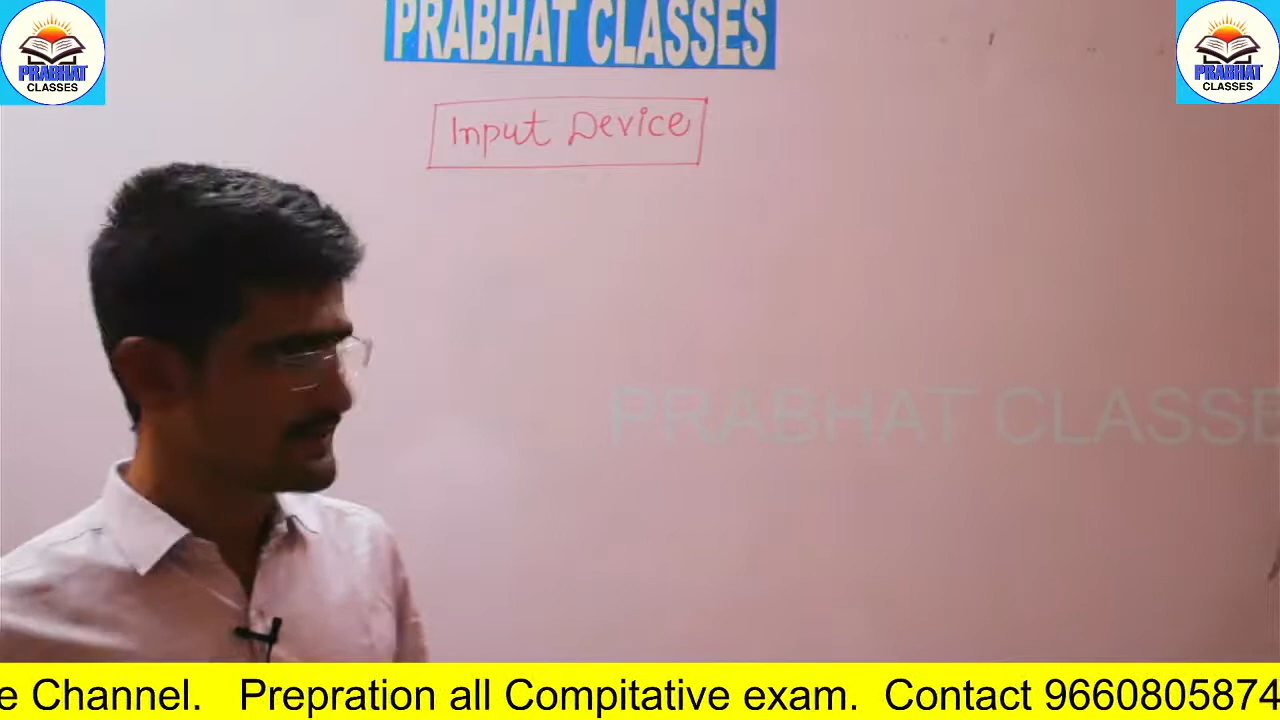 PRABHAT CLASSES
PRABHAT
CLASSES
PRABHAT
CLASSES
Input Device
PRABHAT CLASSE
e Channel. Prepration all Compitative exam. Contact 9660805874